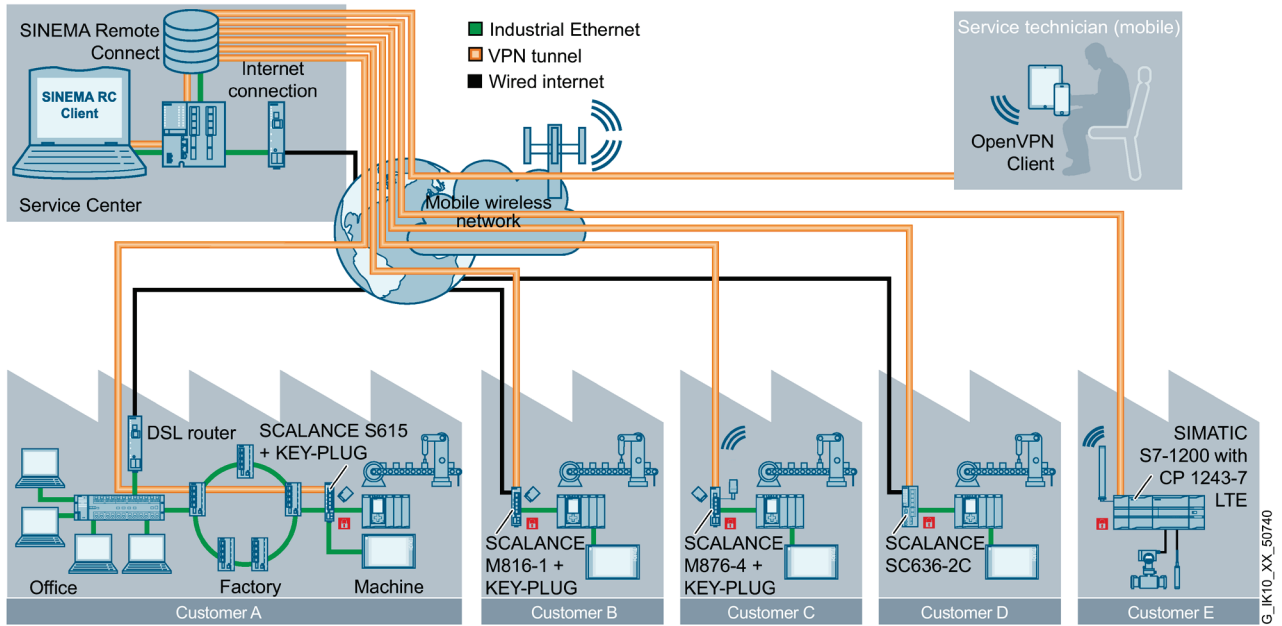 SINEMA Remote
Connect
Internet
connection
SINEMA RC
Client
Service Center
Industrial Ethernet
VPN tunnel
Wired internet
Service technician (mobile)
OpenVPN
Client
Mobile wireless
network
DSL router
SCALANCE S615
+ KEY-PLUG
Office
Factory
Machine
Customer A
SCALANCE
M816-1 +
KEY-PLUG
Customer B
SCALANCE
M876-4 +
KEY-PLUG
Customer C
SCALANCE
SC636-2C
Customer D
SIMATIC
S7-1200 with
CP 1243-7
LTE
Customer E
G_IK10_XX_50740